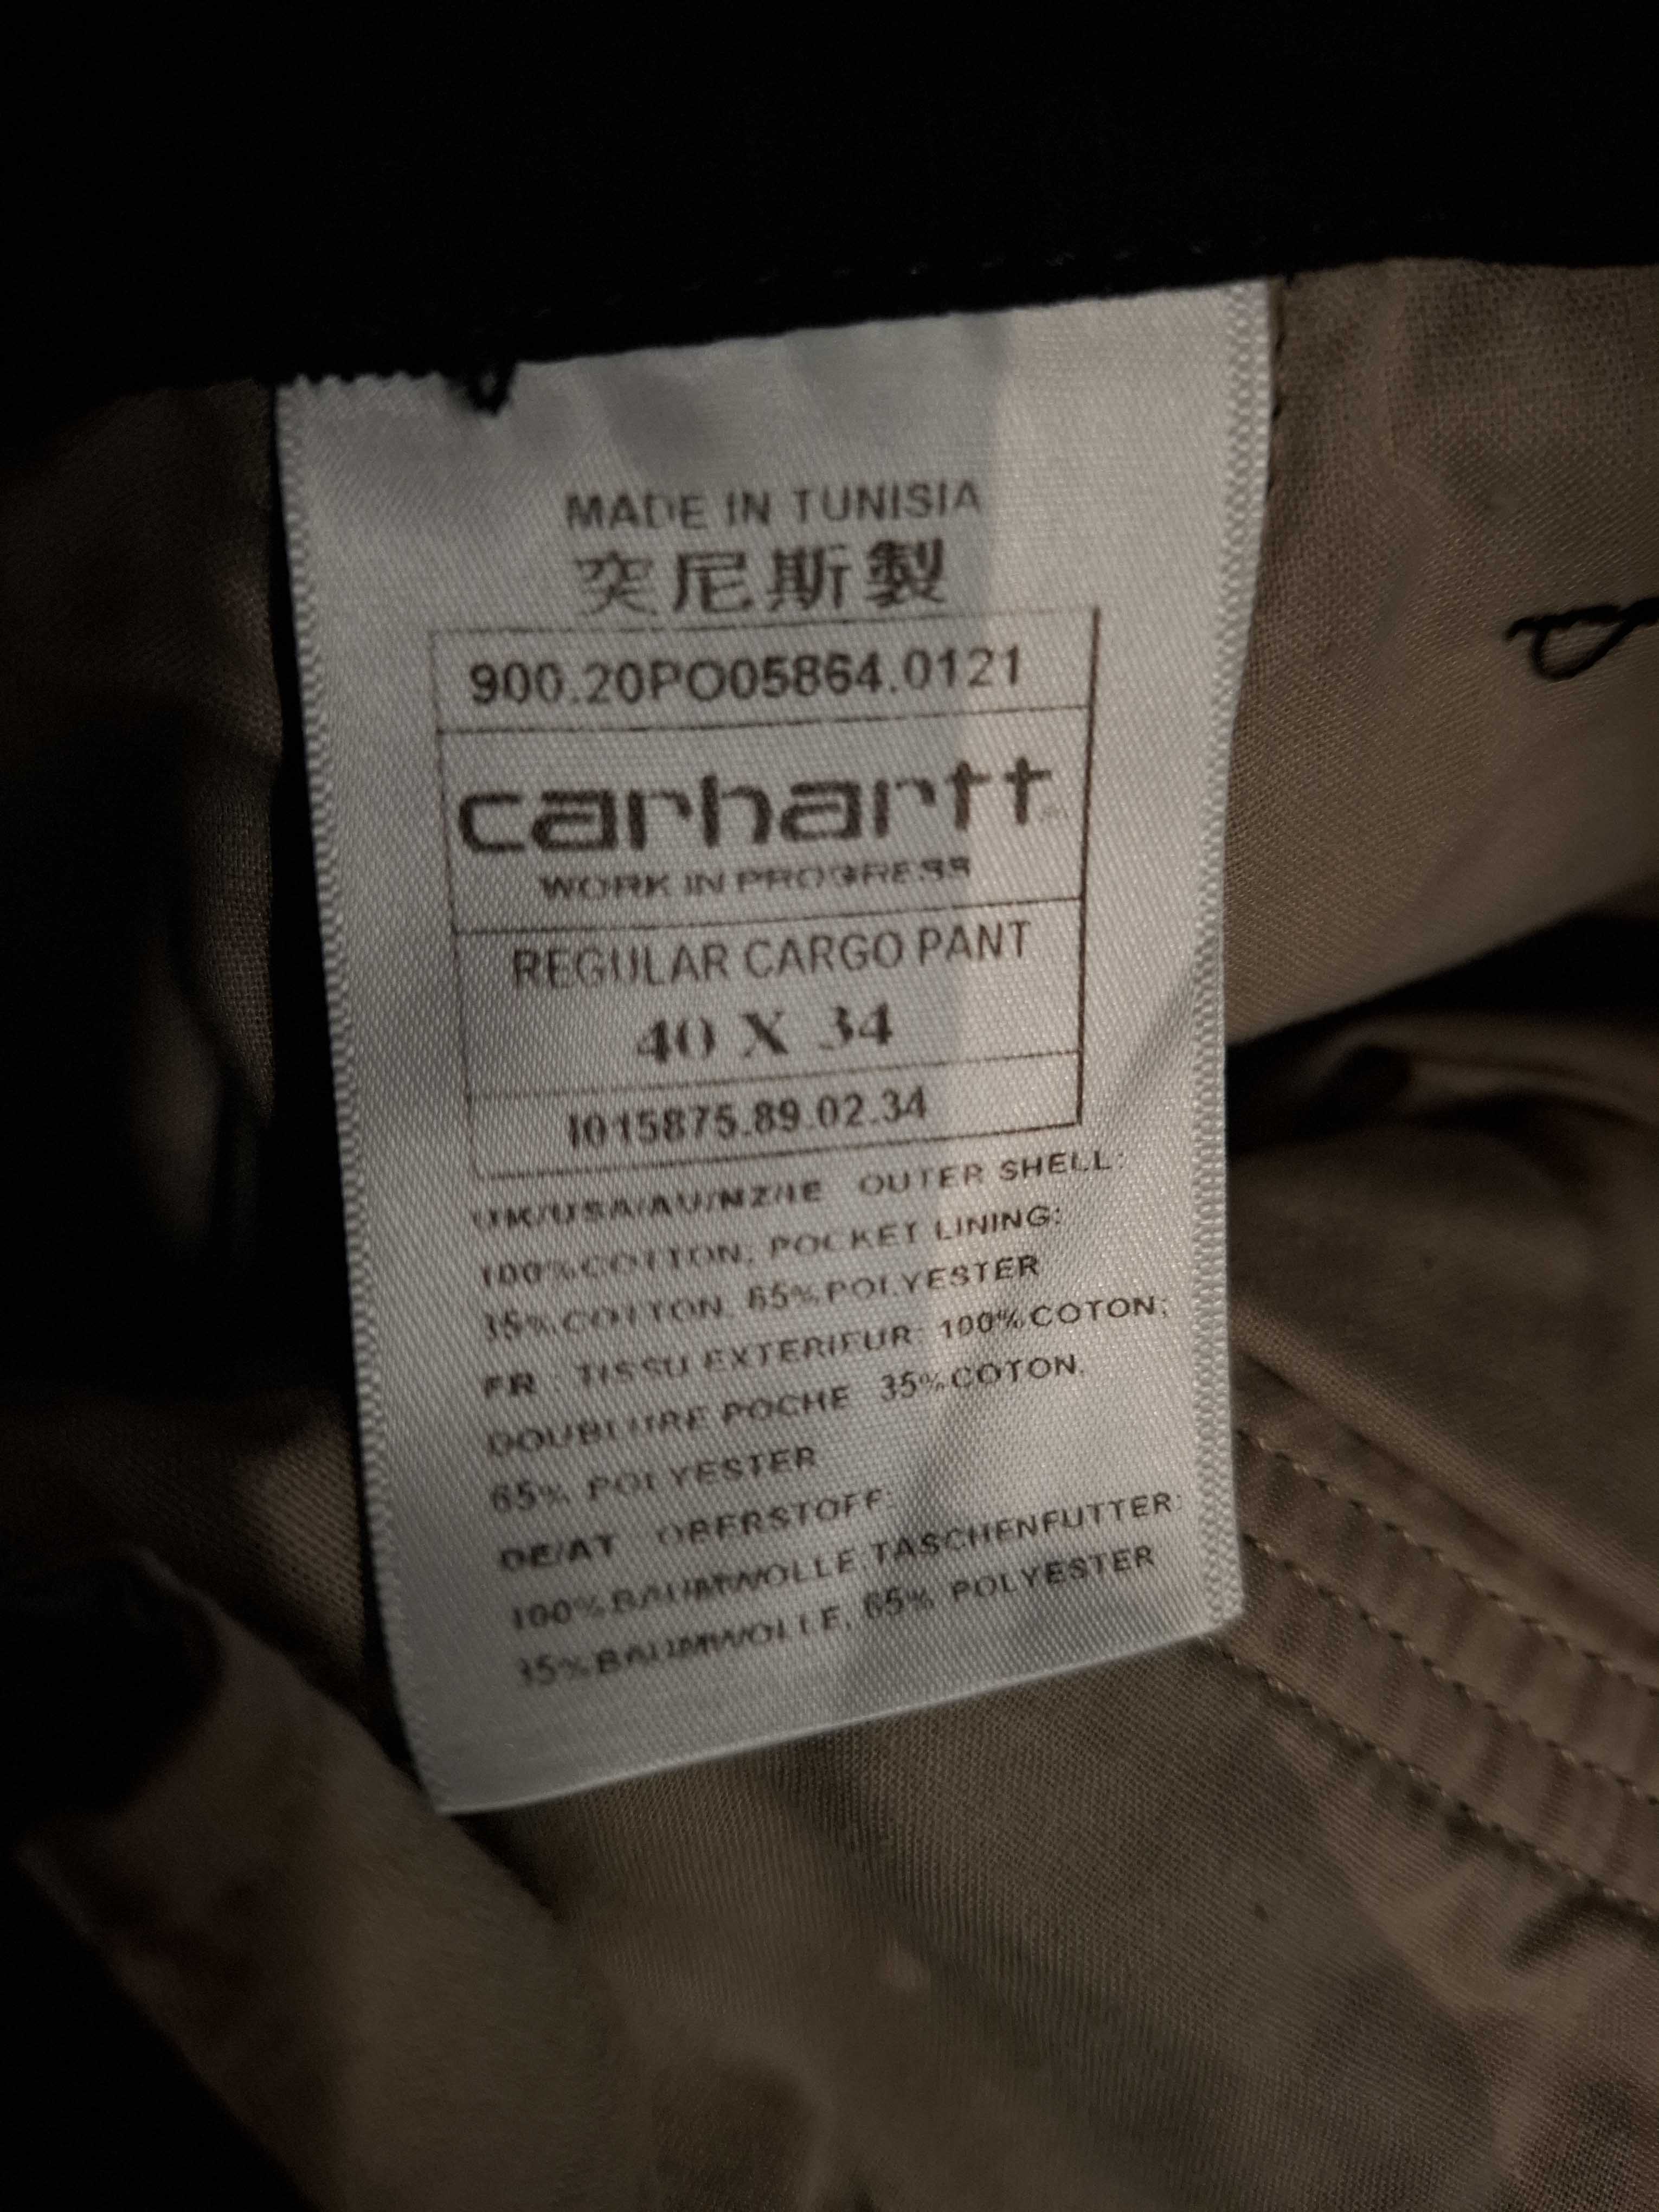 MADE IN TUNISIA
突尼斯製
900.20PO05864.0121
carhartt
WORK IN PROGRESS
REGULAR CARGO PANT
40 X 34
I015875.89.02.34
UK/USA/AU/NZ/IE OUTER SHELL:
100%COTTON; POCKET LINING:
35%COTTON, 65%POLYESTER
FR : TISSU EXTERIEUR: 100%COTON;
DOUBLURE POCHE 35%COTON,
65% POLYESTER
DE/AT OBERSTOFF:
100%BAUMWOLLE;TASCHENFUTTER:
35%BAUMWOLLE, 65% POLYESTER